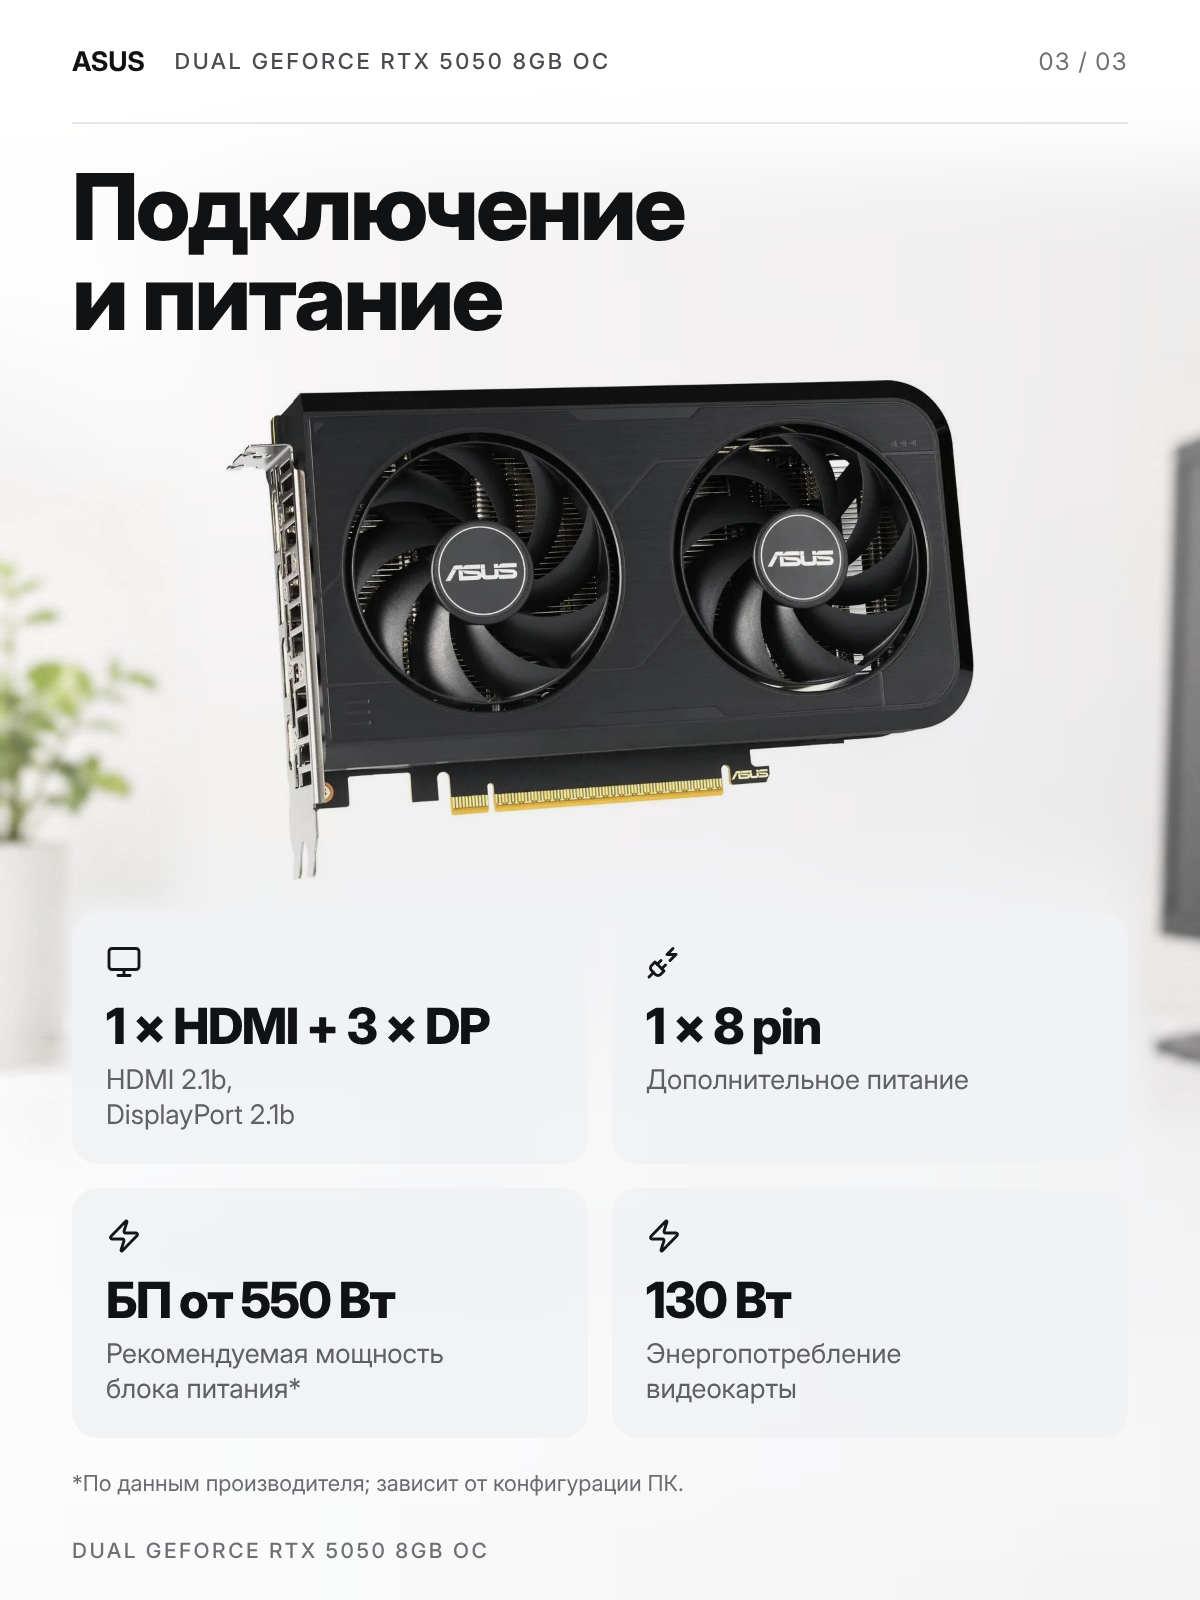 ASUS DUAL GEFORCE RTX 5050 8GB OC 03 / 03
Подключение
и питание
ASUS
ASUS
ASUS
1 × HDMI + 3 × DP
HDMI 2.1b,
DisplayPort 2.1b
1 × 8 pin
Дополнительное питание
БП от 550 Вт
Рекомендуемая мощность
блока питания*
130 Вт
Энергопотребление
видеокарты
*По данным производителя; зависит от конфигурации ПК.
DUAL GEFORCE RTX 5050 8GB OC